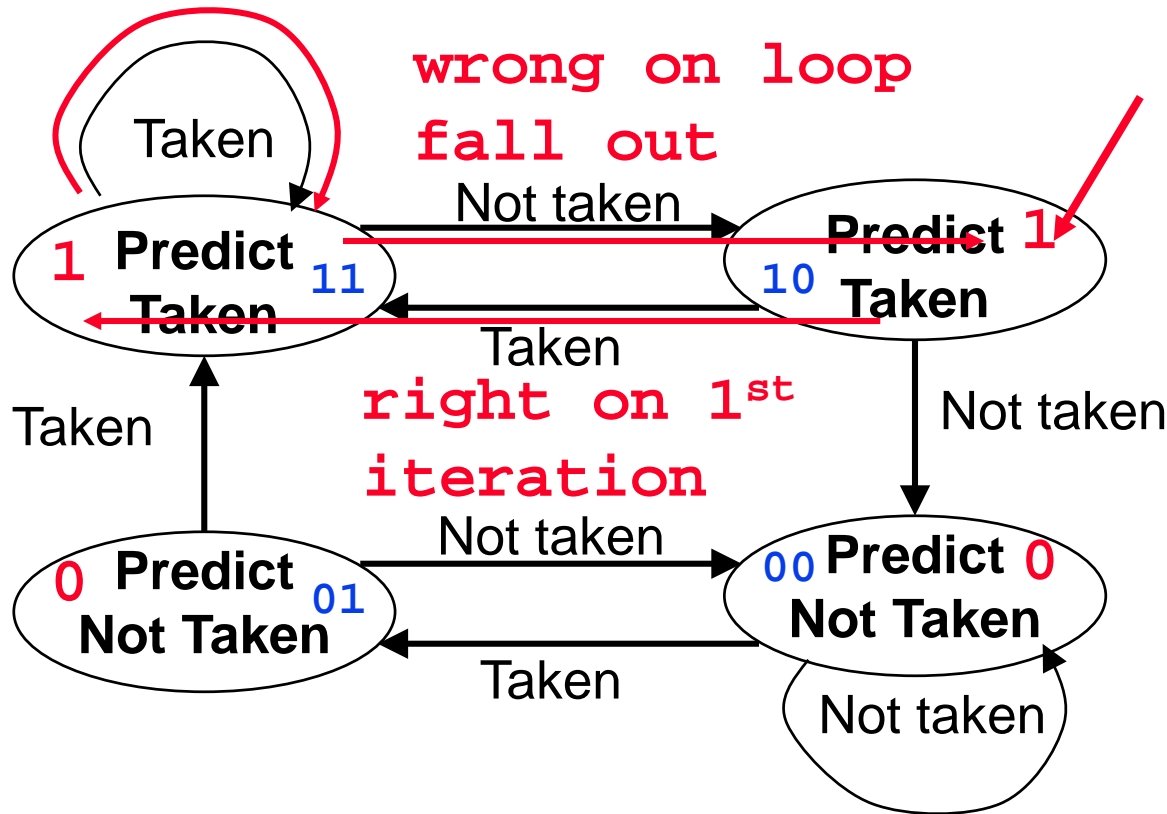 wrong on loop
fall out
Taken
Not taken
1 Predict 11
Taken
Predict 1
10 Taken
Taken
right on 1st
iteration
Taken
Not taken
Not taken
0 Predict 01
Not Taken
00 Predict 0
Not Taken
Taken
Not taken